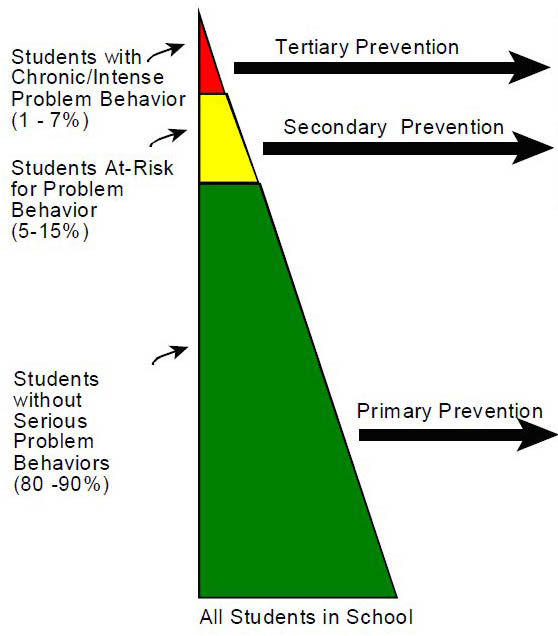 Students with
Chronic/Intense
Problem Behavior
(1 - 7%)
Tertiary Prevention
Students At-Risk
for Problem
Behavior
(5-15%)
Secondary Prevention
Students
without
Serious
Problem
Behaviors
(80 -90%)
Primary Prevention
All Students in School